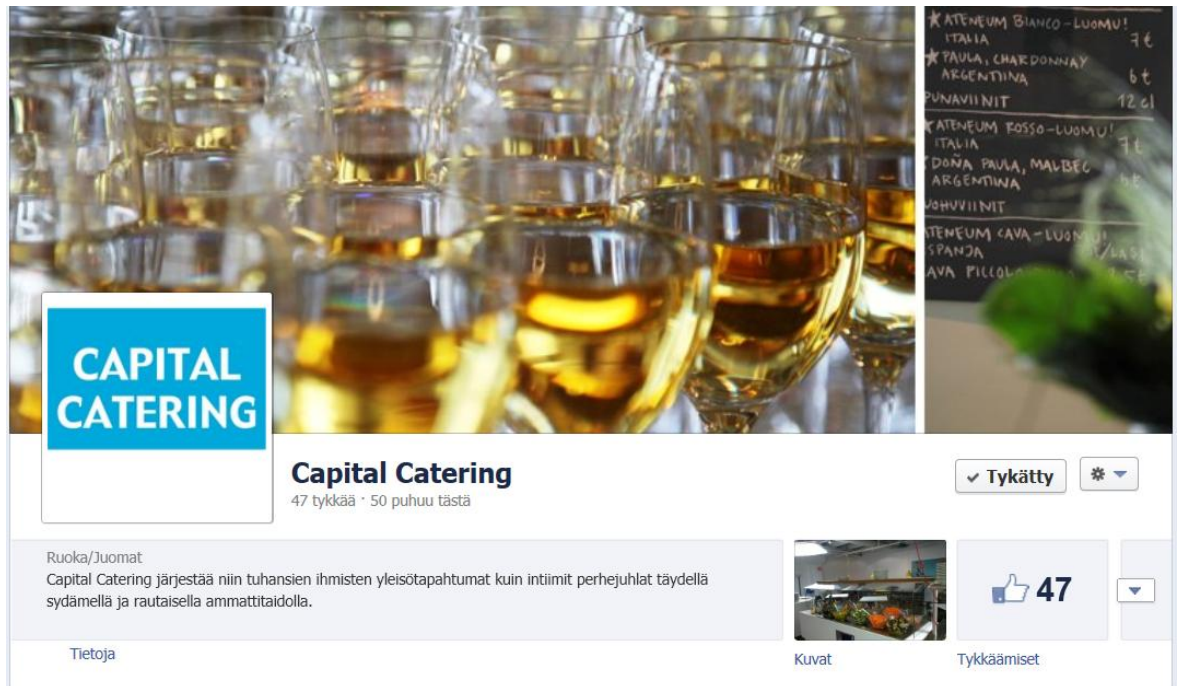 ★ ATENEUM BIANCO-LUOMU!
ITALIA 7 €
★ PAULA, CHARDONNAY
ARGENTIINA 6 €
PUNAVIINIT 12 cl
ATENEUM ROSSO-LUOMU!
ITALIA 7 €
DOÑA PAULA, MALBEC
ARGENTIINA 6 €
ATENEUM CAVA-LUOMU!
CAPITAL
CATERING
Capital Catering
47 tykkää · 50 puhuu tästä
Tykätty
Ruoka/Juomat
Capital Catering järjestää niin tuhansien ihmisten yleisötapahtumat kuin intiimit perhejuhlat täydellä
sydämellä ja rautaisella ammattitaidolla.
47
Tietoja
Kuvat
Tykkäämiset